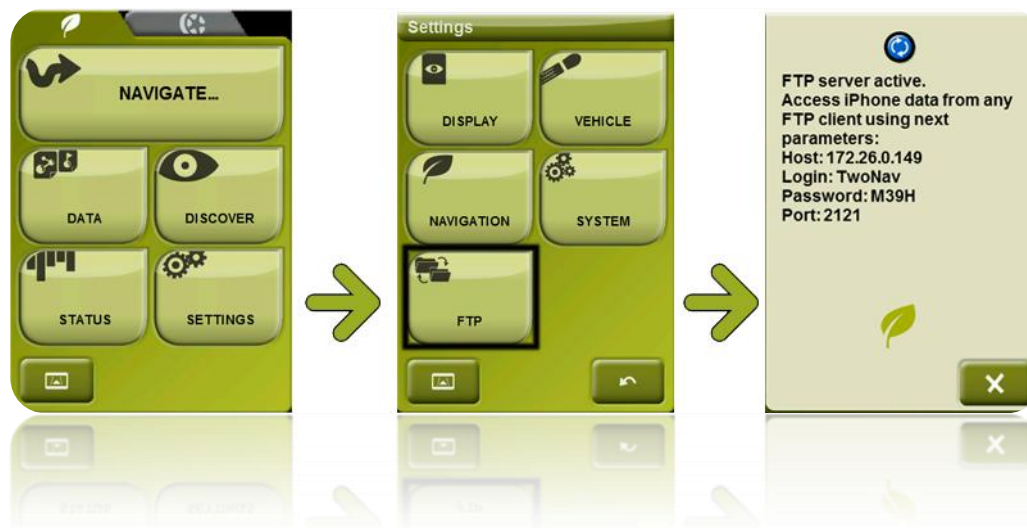 NAVIGATE...
DATA
DISCOVER
STATUS
SETTINGS
Settings
DISPLAY
VEHICLE
NAVIGATION
SYSTEM
FTP
FTP server active.
Access iPhone data from any
FTP client using next
parameters:
Host: 172.26.0.149
Login: TwoNav
Password: M39H
Port: 2121